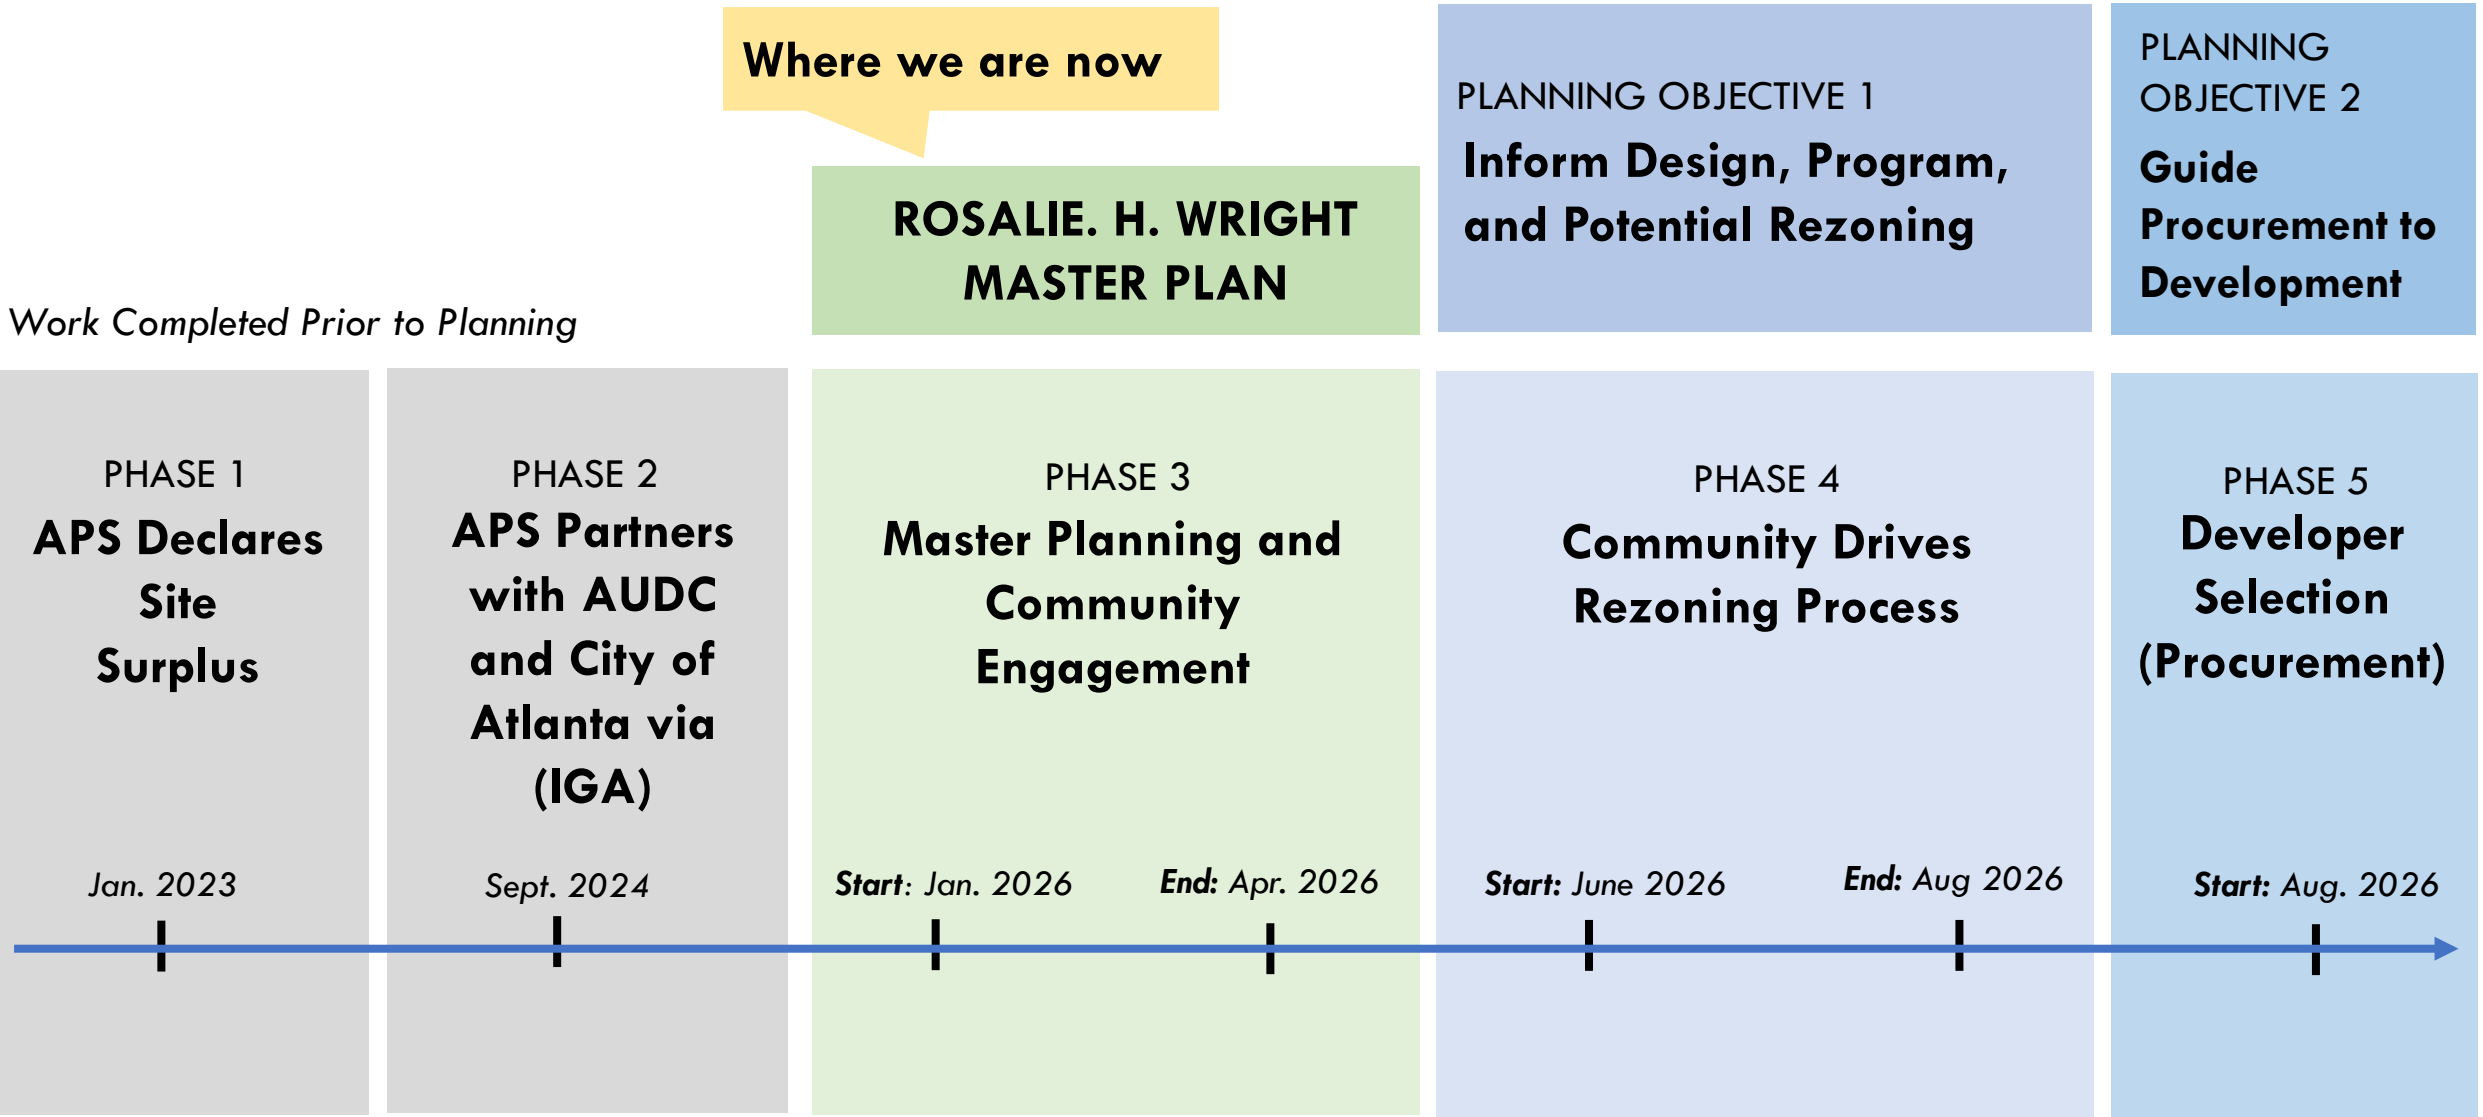 Where we are now
PLANNING OBJECTIVE 1
Inform Design, Program,
and Potential Rezoning
PLANNING
OBJECTIVE 2
Guide
Procurement to
Development
ROSALIE. H. WRIGHT
MASTER PLAN
Work Completed Prior to Planning
PHASE 1
APS Declares
Site
Surplus
Jan. 2023
PHASE 2
APS Partners
with AUDC
and City of
Atlanta via
(IGA)
Sept. 2024
PHASE 3
Master Planning and
Community
Engagement
Start: Jan. 2026
End: Apr. 2026
PHASE 4
Community Drives
Rezoning Process
Start: June 2026
End: Aug 2026
PHASE 5
Developer
Selection
(Procurement)
Start: Aug. 2026